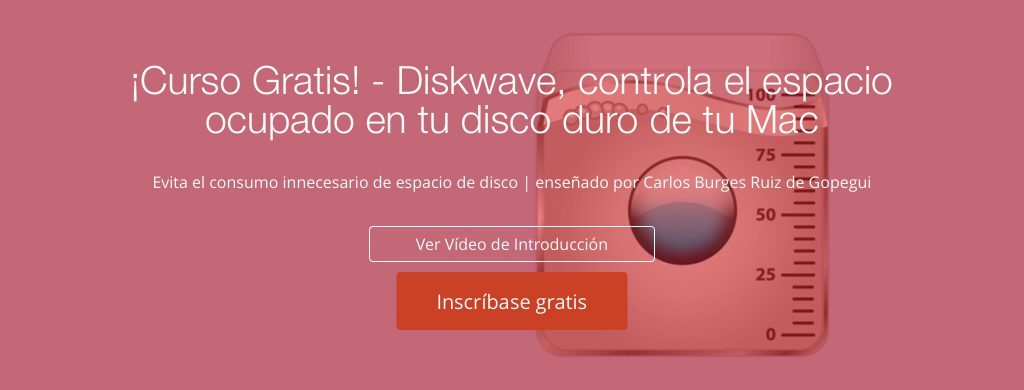 ¡Curso Gratis! - Diskwave, controla el espacio
ocupado en tu disco duro de tu Mac
Evita el consumo innecesario de espacio de disco | enseñado por Carlos Burges Ruiz de Gopegui
Ver Vídeo de Introducción
Inscríbase gratis
100
75
50
25
0